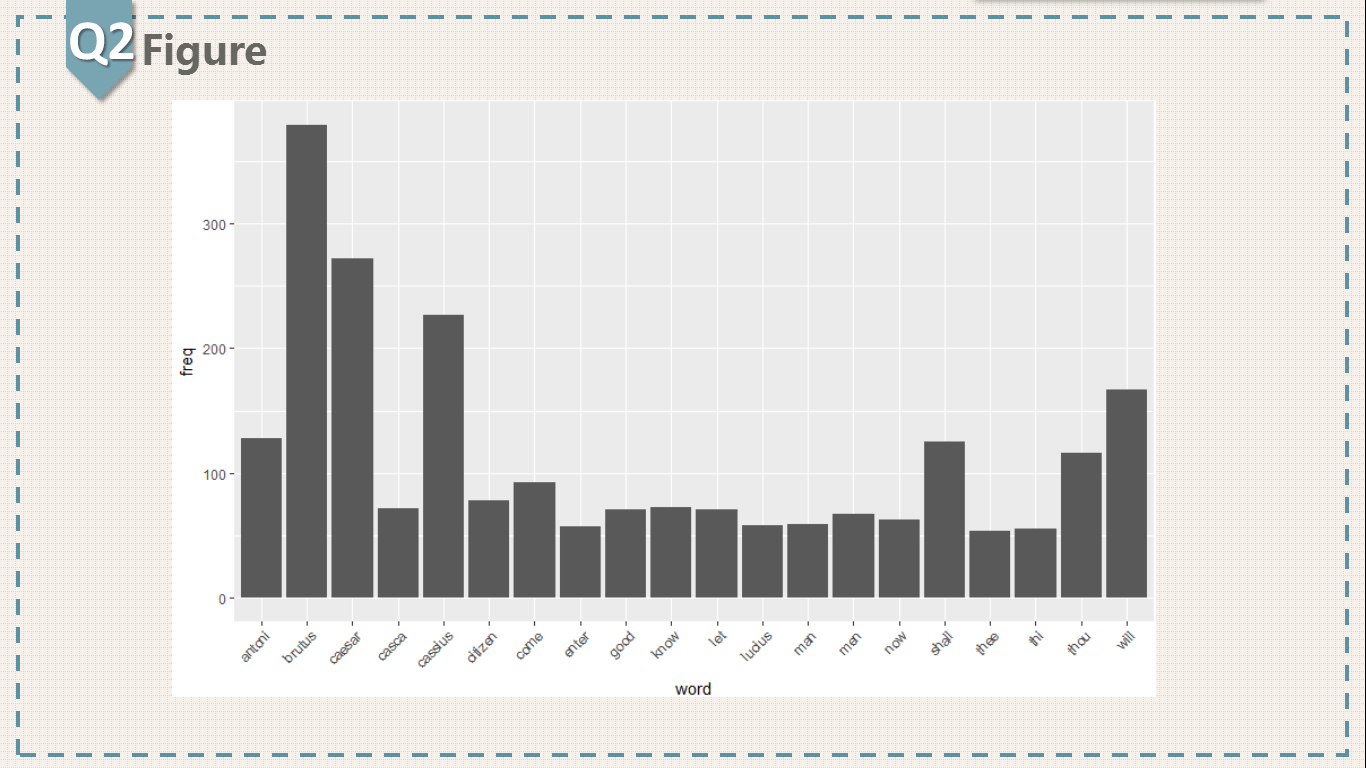 Q2 Figure
freq
300
200
100
0
antoni
brutus
caesar
casca
cassius
citizen
come
enter
good
know
let
lucius
man
men
now
shall
thee
thi
thou
will
word